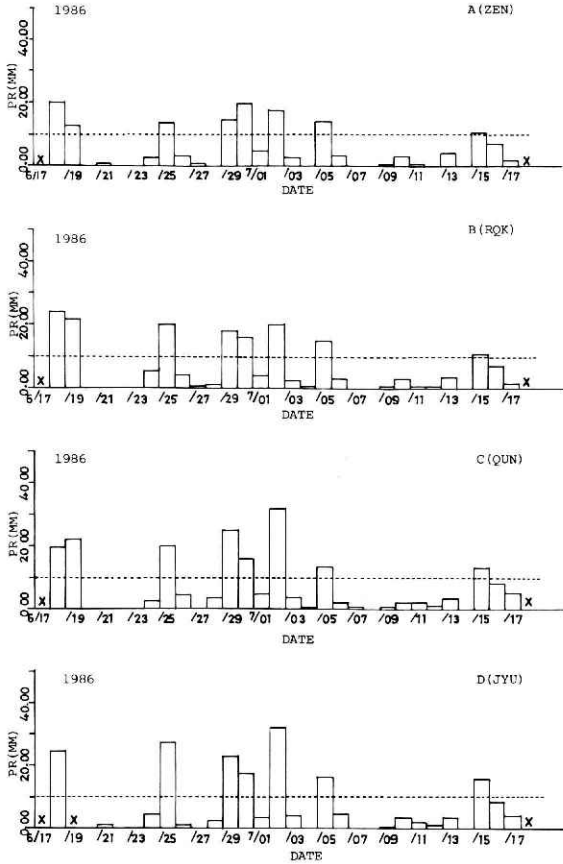 1986
A(ZEN)
PR(MM)
0.00 20.00 40.00
X X
6/17 /19 /21 /23 /25 /27 /29 7/01 /03 /05 /07 /09 /11 /13 /15 /17
DATE
1986
B(RQK)
PR(MM)
0.00 20.00 40.00
X X
6/17 /19 /21 /23 /25 /27 /29 7/01 /03 /05 /07 /09 /11 /13 /15 /17
DATE
1986
C(QUN)
PR(MM)
0.00 20.00 40.00
X X
6/17 /19 /21 /23 /25 /27 /29 7/01 /03 /05 /07 /09 /11 /13 /15 /17
DATE
1986
D(JYU)
PR(MM)
0.00 20.00 40.00
X X X
6/17 /19 /21 /23 /25 /27 /29 7/01 /03 /05 /07 /09 /11 /13 /15 /17
DATE